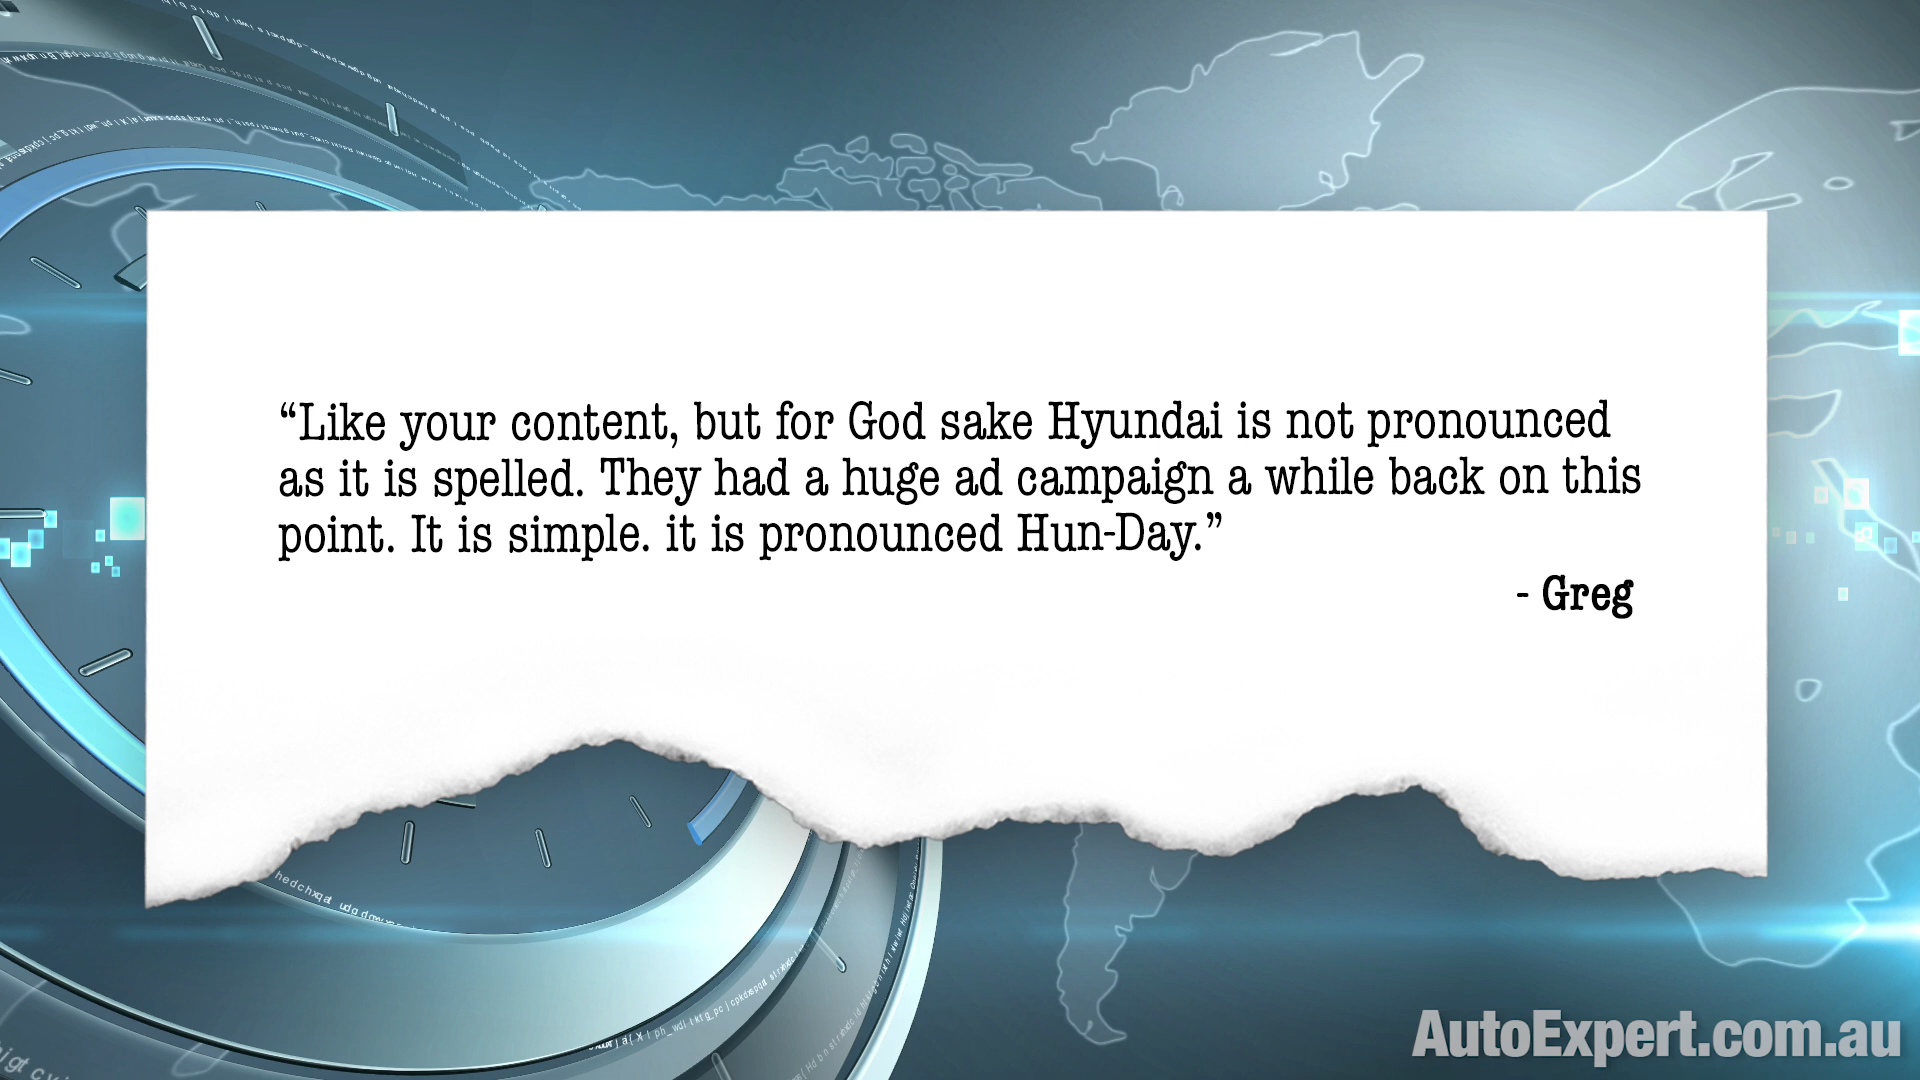 “Like your content, but for God sake Hyundai is not pronounced
as it is spelled. They had a huge ad campaign a while back on this
point. It is simple. it is pronounced Hun-Day.”
- Greg
AutoExpert.com.au